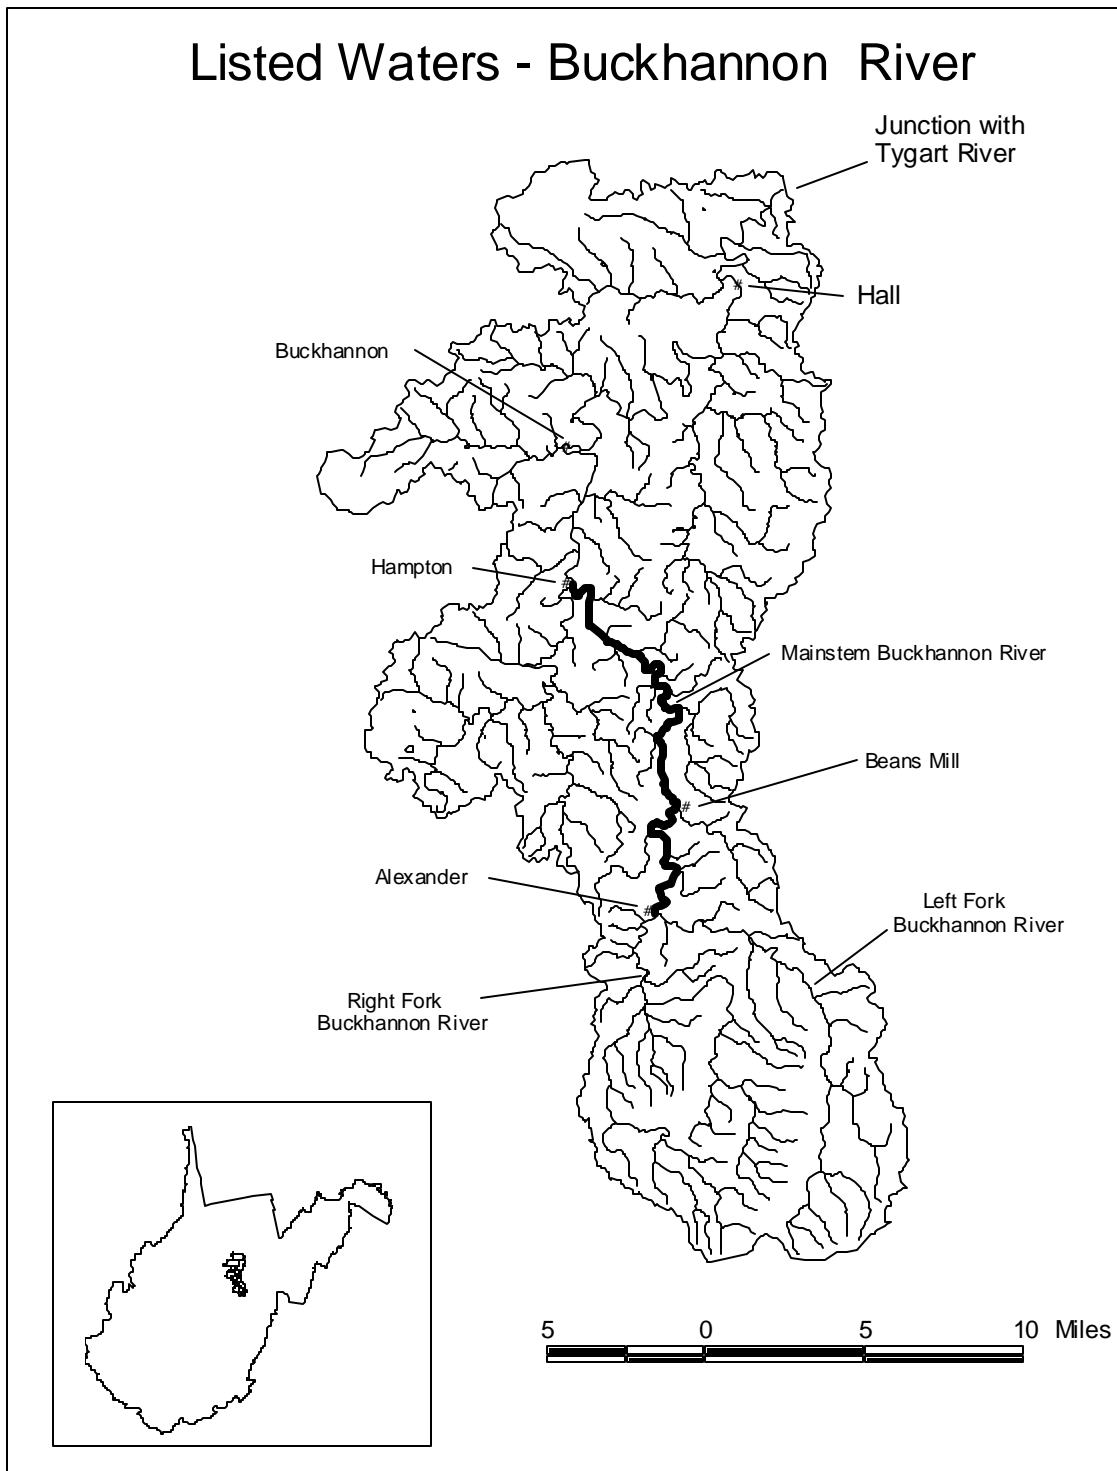 Listed Waters - Buckhannon River
Junction with
Tygart River
Hall
#
Buckhannon
#
Hampton
#
Mainstem Buckhannon River
Beans Mill
#
Alexander
#
Left Fork
Buckhannon River
Right Fork
Buckhannon River
5 0 5 10 Miles